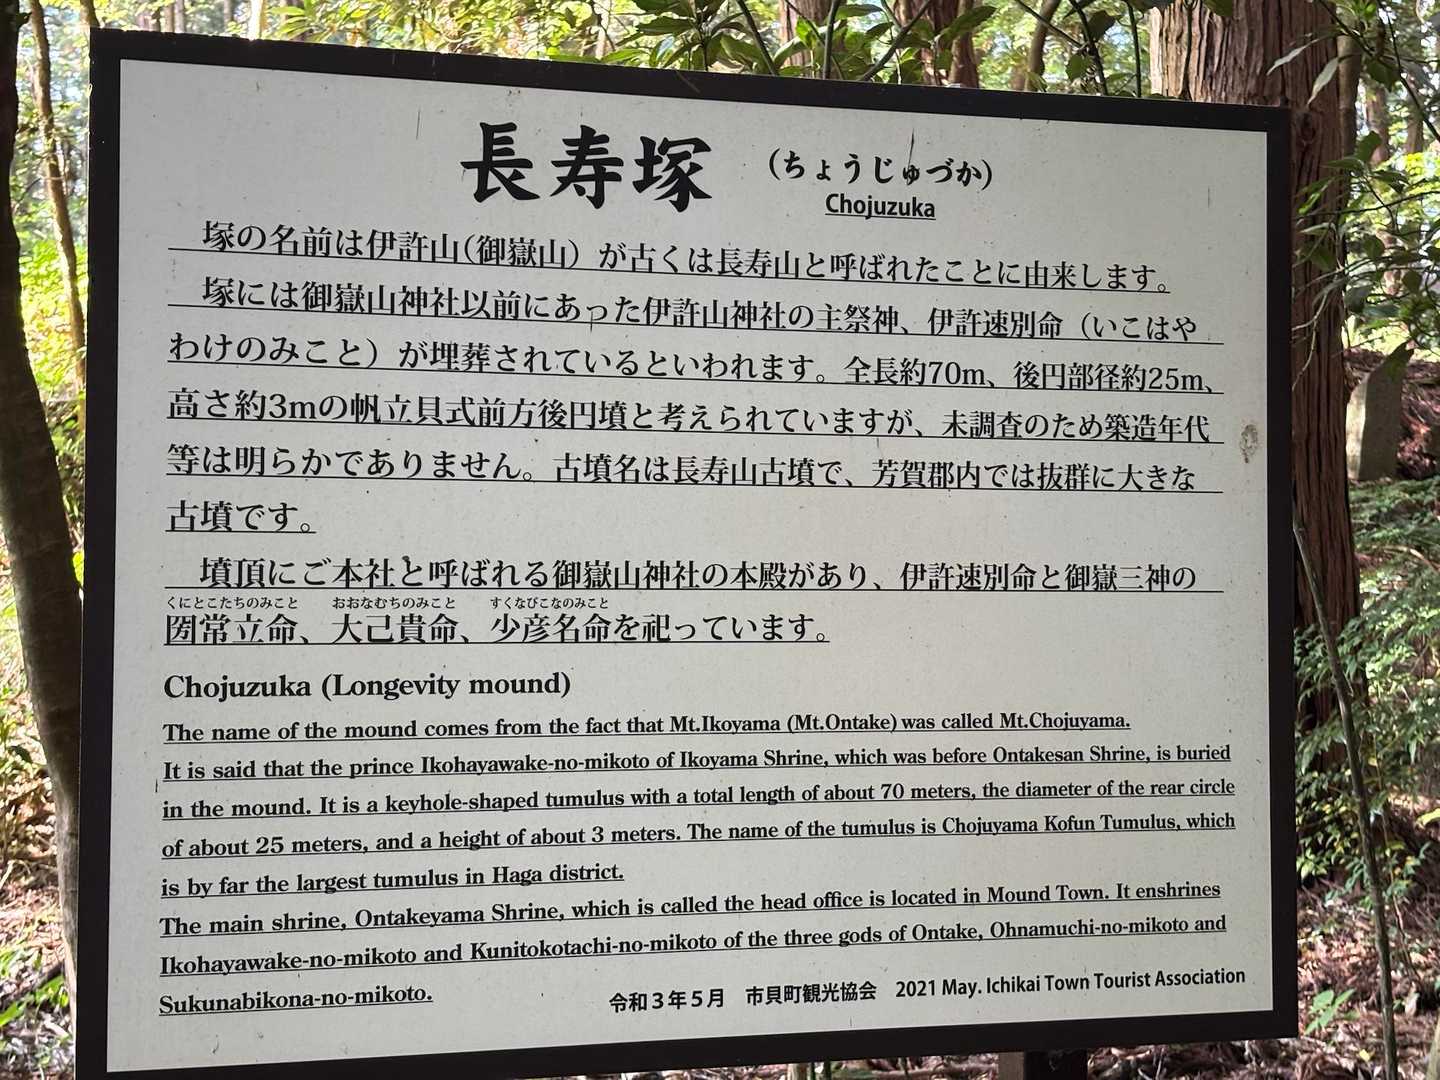 長寿塚 (ちょうじゅづか)
Chojuzuka
塚の名前は伊許山(御嶽山)が古くは長寿山と呼ばれたことに由来します。
塚には御嶽山神社以前にあった伊許山神社の主祭神、伊許速別命(いこはや
わけのみこと)が埋葬されているといわれます。全長約70m、後円部径約25m、
高さ約3mの帆立貝式前方後円墳と考えられていますが、未調査のため築造年代
等は明らかでありません。古墳名は長寿山古墳で、芳賀郡内では抜群に大きな
古墳です。
墳頂にご本社と呼ばれる御嶽山神社の本殿があり、伊許速別命と御嶽三神の
くにとこたちのみこと おおなむちのみこと すくなびこなのみこと
圀常立命、大己貴命、少彦名命を祀っています。
Chojuzuka (Longevity mound)
The name of the mound comes from the fact that Mt.Ikoyama (Mt.Ontake) was called Mt.Chojuyama.
It is said that the prince Ikohayawake-no-mikoto of Ikoyama Shrine, which was before Ontakesan Shrine, is buried
in the mound. It is a keyhole-shaped tumulus with a total length of about 70 meters, the diameter of the rear circle
of about 25 meters, and a height of about 3 meters. The name of the tumulus is Chojuyama Kofun Tumulus, which
is by far the largest tumulus in Haga district.
The main shrine, Ontakeyama Shrine, which is called the head office is located in Mound Town. It enshrines
Ikohayawake-no-mikoto and Kunitokotachi-no-mikoto of the three gods of Ontake, Ohnamuchi-no-mikoto and
Sukunabikona-no-mikoto.
令和3年5月 市貝町観光協会 2021 May. Ichikai Town Tourist Association